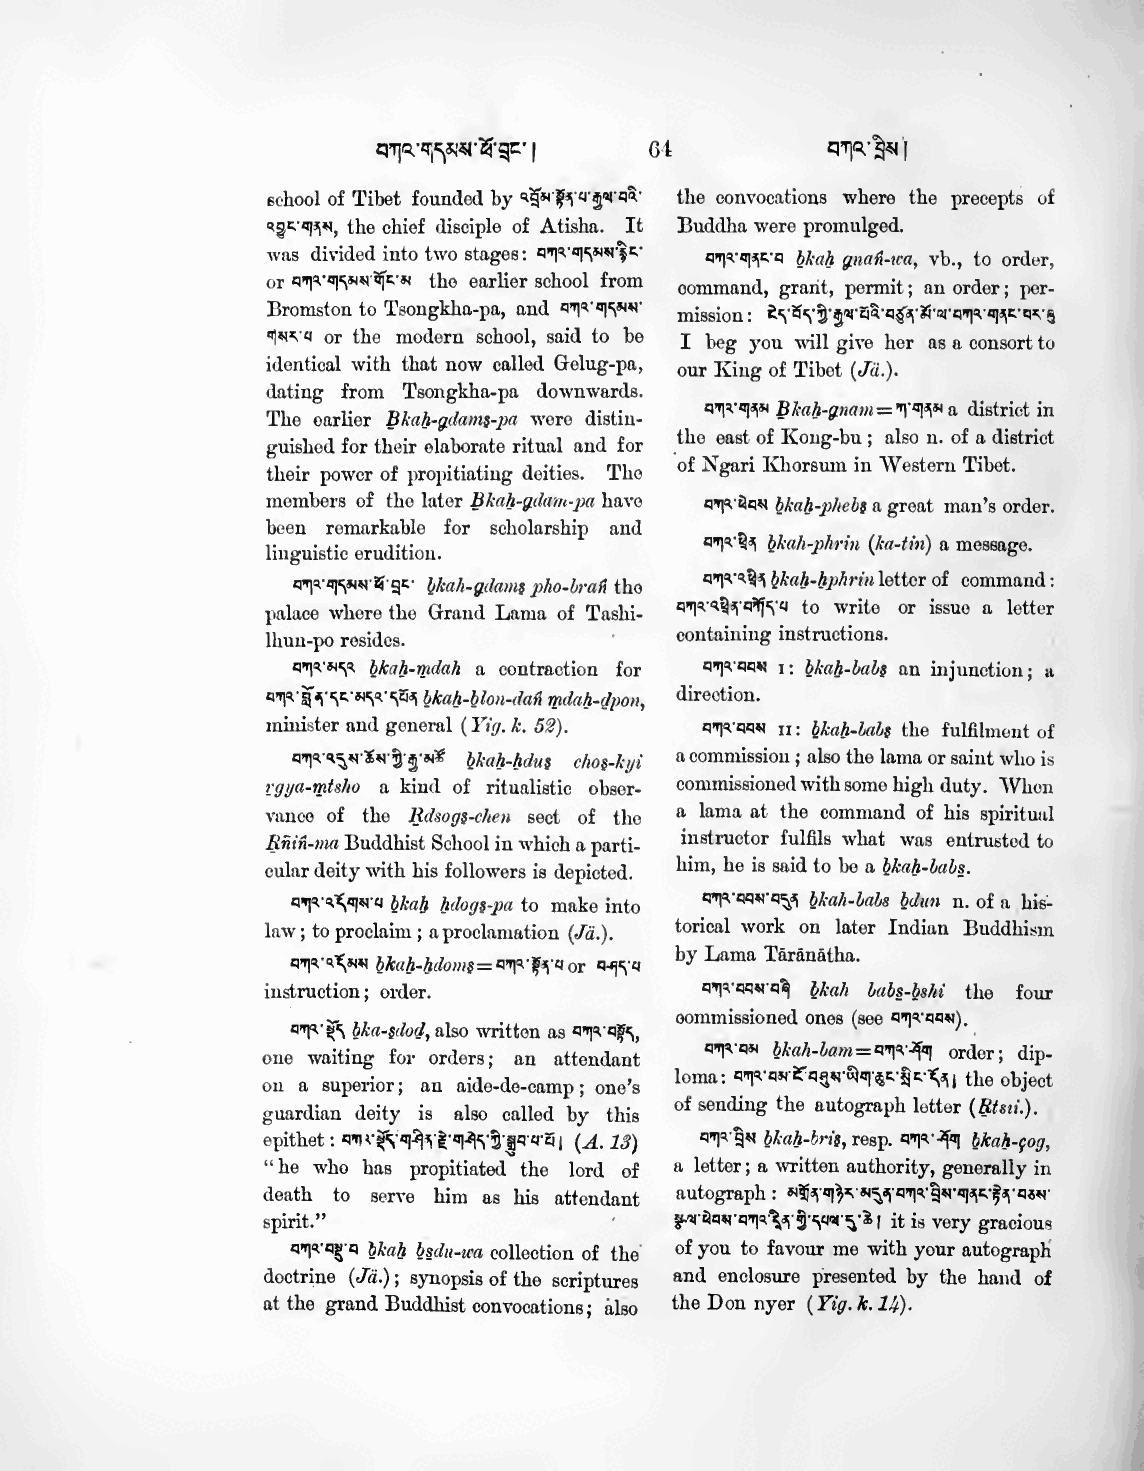 བཀའ་གདམས་ཕོ་བྲང་།
64
བཀའ་བྲིས།
school of Tibet founded by འབྲོམ་སྟོན་པ་རྒྱལ་བའི་
འབྱུང་གནས, the chief disciple of Atisha. It
was divided into two stages: བཀའ་གདམས་རྙིང་
or བཀའ་གདམས་གོང་མ the earlier school from
Bromston to Tsongkha-pa, and བཀའ་གདམས་
གསར་པ or the modern school, said to be
identical with that now called Gelug-pa,
dating from Tsongkha-pa downwards.
The earlier Bkaḥ-gdams-pa were distin-
guished for their elaborate ritual and for
their power of propitiating deities. The
members of the later Bkaḥ-gdam-pa have
been remarkable for scholarship and
linguistic erudition.
བཀའ་གདམས་ཕོ་བྲང་ bkah-gdams pho-brañ the
palace where the Grand Lama of Tashi-
lhun-po resides.
བཀའ་མདའ bkaḥ-mdah a contraction for
བཀའ་བློན་དང་མདའ་དཔོན bkaḥ-blon-dañ mdaḥ-dpon,
minister and general (Yig. k. 52).
བཀའ་འདུས་ཆོས་ཀྱི་རྒྱ་མཚོ bkaḥ-ḥdus chos-kyi
rgya-mtsho a kind of ritualistic obser-
vance of the Rdsogs-chen sect of the
Rñiñ-ma Buddhist School in which a parti-
cular deity with his followers is depicted.
བཀའ་འདོགས་པ bkaḥ ḥdogs-pa to make into
law; to proclaim; a proclamation (Jä.).
བཀའ་འདོམས bkaḥ-ḥdoms=བཀའ་སྟོན་པ or བཤད་པ
instruction; order.
བཀའ་སྡོད bka-sdod, also written as བཀའ་བསྡོད,
one waiting for orders; an attendant
on a superior; an aide-de-camp; one's
guardian deity is also called by this
epithet: བཀའ་སྡོད་གཤིན་རྗེ་གཤེད་ཀྱི་སྒྲུབ་པ་པོ། (A. 13)
"he who has propitiated the lord of
death to serve him as his attendant
spirit."
བཀའ་བསྡུ་བ bkaḥ bsdu-wa collection of the
doctrine (Jä.); synopsis of the scriptures
at the grand Buddhist convocations; also
the convocations where the precepts of
Buddha were promulged.
བཀའ་གནང་བ bkaḥ gnañ-wa, vb., to order,
command, grant, permit; an order; per-
mission: ངེད་བོད་ཀྱི་རྒྱལ་པོའི་བཙུན་མོ་ལ་བཀའ་གནང་བར་ཞུ
I beg you will give her as a consort to
our King of Tibet (Jä.).
བཀའ་གནམ Bkaḥ-gnam=ཀ་གནམ a district in
the east of Kong-bu; also n. of a district
of Ngari Khorsum in Western Tibet.
བཀའ་ཕེབས bkaḥ-phebs a great man's order.
བཀའ་ཕྲིན bkah-phrin (ka-tin) a message.
བཀའ་འཕྲིན bkaḥ-ḥphrin letter of command:
བཀའ་འཕྲིན་བཀོད་པ to write or issue a letter
containing instructions.
བཀའ་བབས I: bkaḥ-babs an injunction; a
direction.
བཀའ་བབས II: bkaḥ-babs the fulfilment of
a commission; also the lama or saint who is
commissioned with some high duty. When
a lama at the command of his spiritual
instructor fulfils what was entrusted to
him, he is said to be a bkaḥ-babs.
བཀའ་བབས་བདུན bkah-babs bdun n. of a his-
torical work on later Indian Buddhism
by Lama Tārānātha.
བཀའ་བབས་བཞི bkah babs-bshi the four
commissioned ones (see བཀའ་བབས).
བཀའ་བམ bkah-bam=བཀའ་ཤོག order; dip-
loma: the object
of sending the autograph letter (Rtsii.).
བཀའ་བྲིས bkaḥ-bris, resp. བཀའ་ཤོག bkaḥ-çog,
a letter; a written authority, generally in
autograph: མགྲོན་གཉེར་མདུན་བཀའ་བྲིས་གནང་རྟེན་བཅས་
སྩལ་ཕེབས་བཀའ་དྲིན་ཀྱི་དཔལ་དུ་ཆེ། it is very gracious
of you to favour me with your autograph
and enclosure presented by the hand of
the Don nyer (Yig. k. 14).